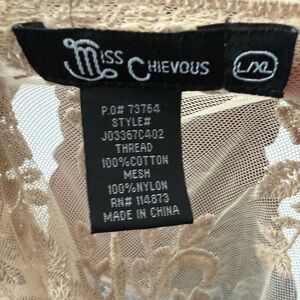 Miss Chievous L/XL
P.O# 73764
STYLE#
J03367C402
THREAD
100%COTTON
MESH
100%NYLON
RN# 114873
MADE IN CHINA